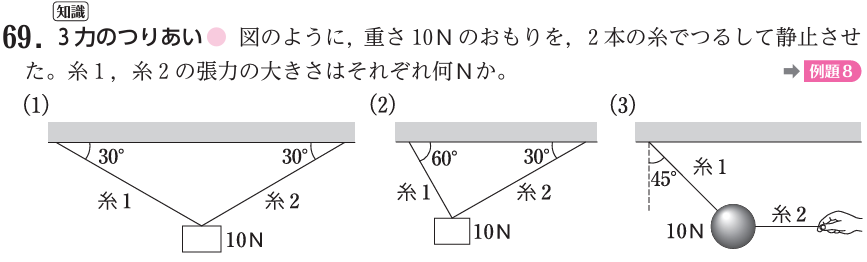 知識
69. 3力のつりあい 図のように，重さ10Nのおもりを，2本の糸でつるして静止させ
た。糸1，糸2の張力の大きさはそれぞれ何Nか。 ➡ 例題8
(1) (2) (3)
30° 30° 60° 30° 45° 糸1
糸1 糸2 糸1 糸2 10N 糸2
10N 10N